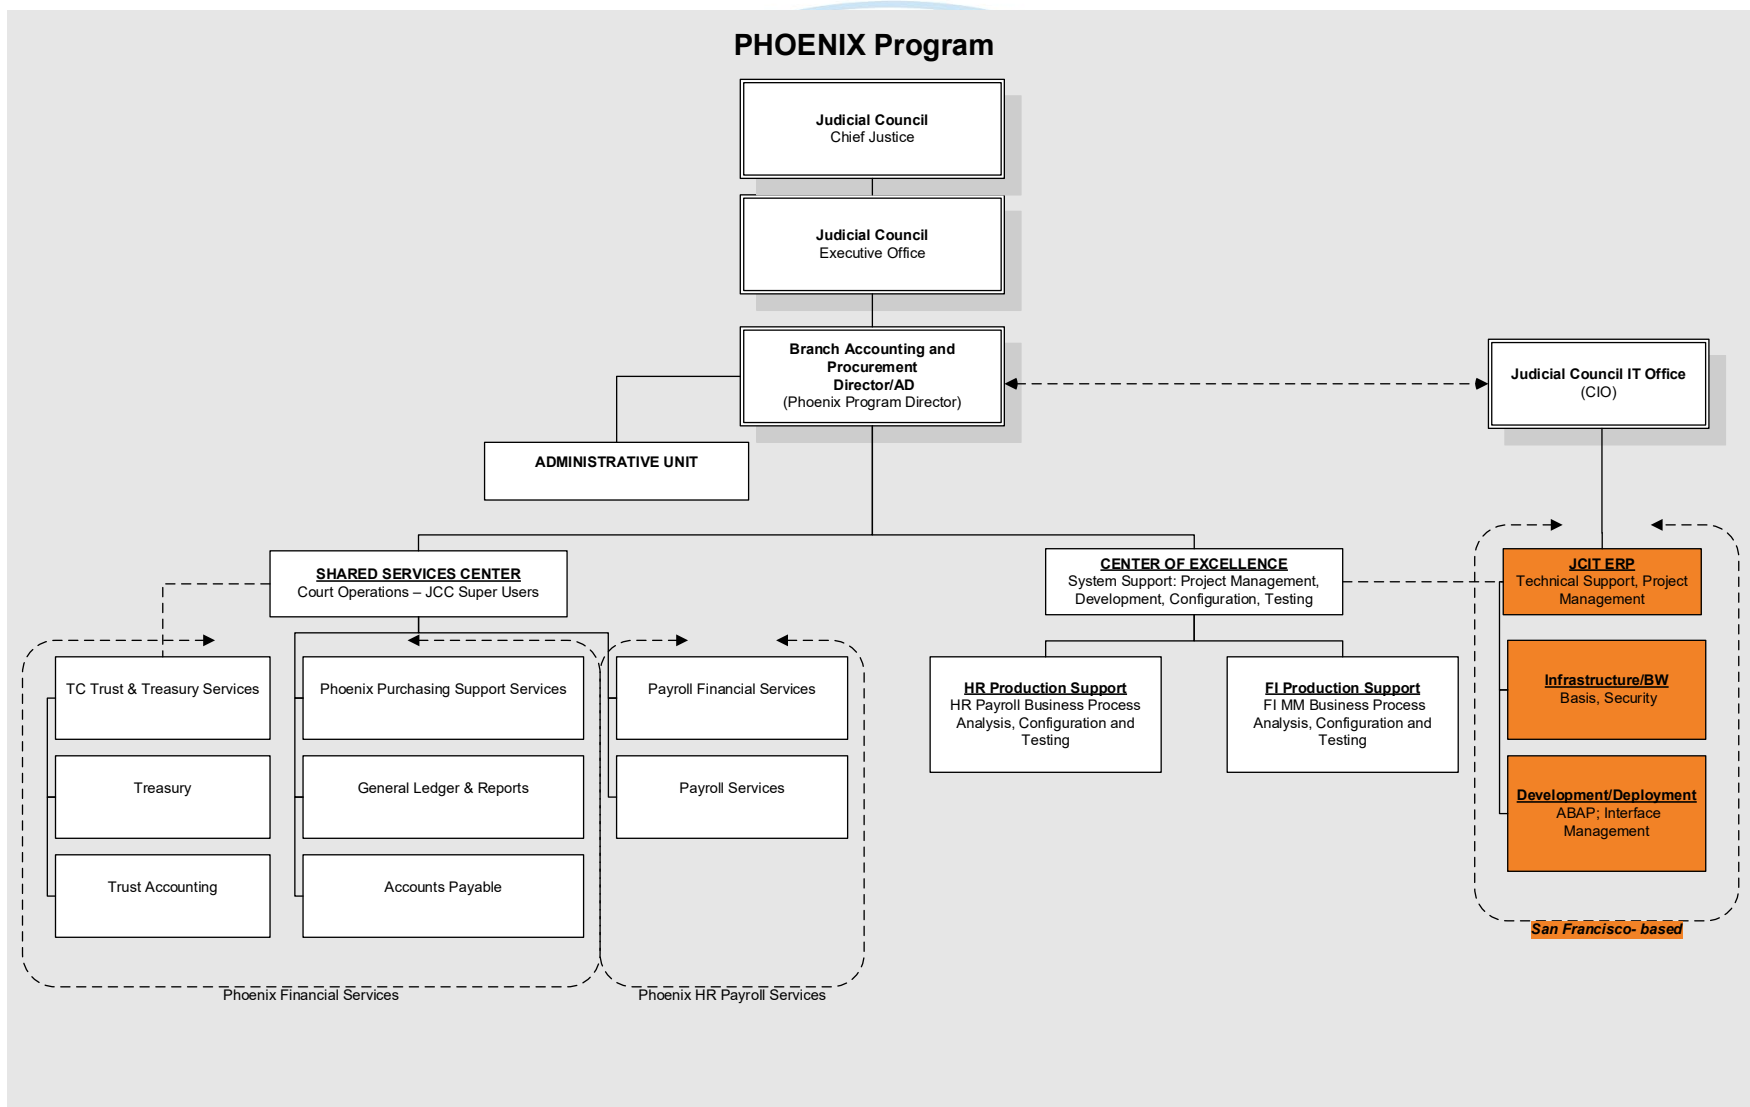 PHOENIX Program
Judicial Council
Chief Justice
Judicial Council
Executive Office
Branch Accounting and
Procurement
Director/AD
(Phoenix Program Director)
Judicial Council IT Office
(CIO)
ADMINISTRATIVE UNIT
SHARED SERVICES CENTER
Court Operations – JCC Super Users
CENTER OF EXCELLENCE
System Support: Project Management,
Development, Configuration, Testing
JCIT ERP
Technical Support, Project
Management
TC Trust & Treasury Services
Treasury
Trust Accounting
Phoenix Purchasing Support Services
General Ledger & Reports
Accounts Payable
Payroll Financial Services
Payroll Services
HR Production Support
HR Payroll Business Process
Analysis, Configuration and
Testing
FI Production Support
FI MM Business Process
Analysis, Configuration and
Testing
Infrastructure/BW
Basis, Security
Development/Deployment
ABAP; Interface
Management
San Francisco- based
Phoenix Financial Services
Phoenix HR Payroll Services